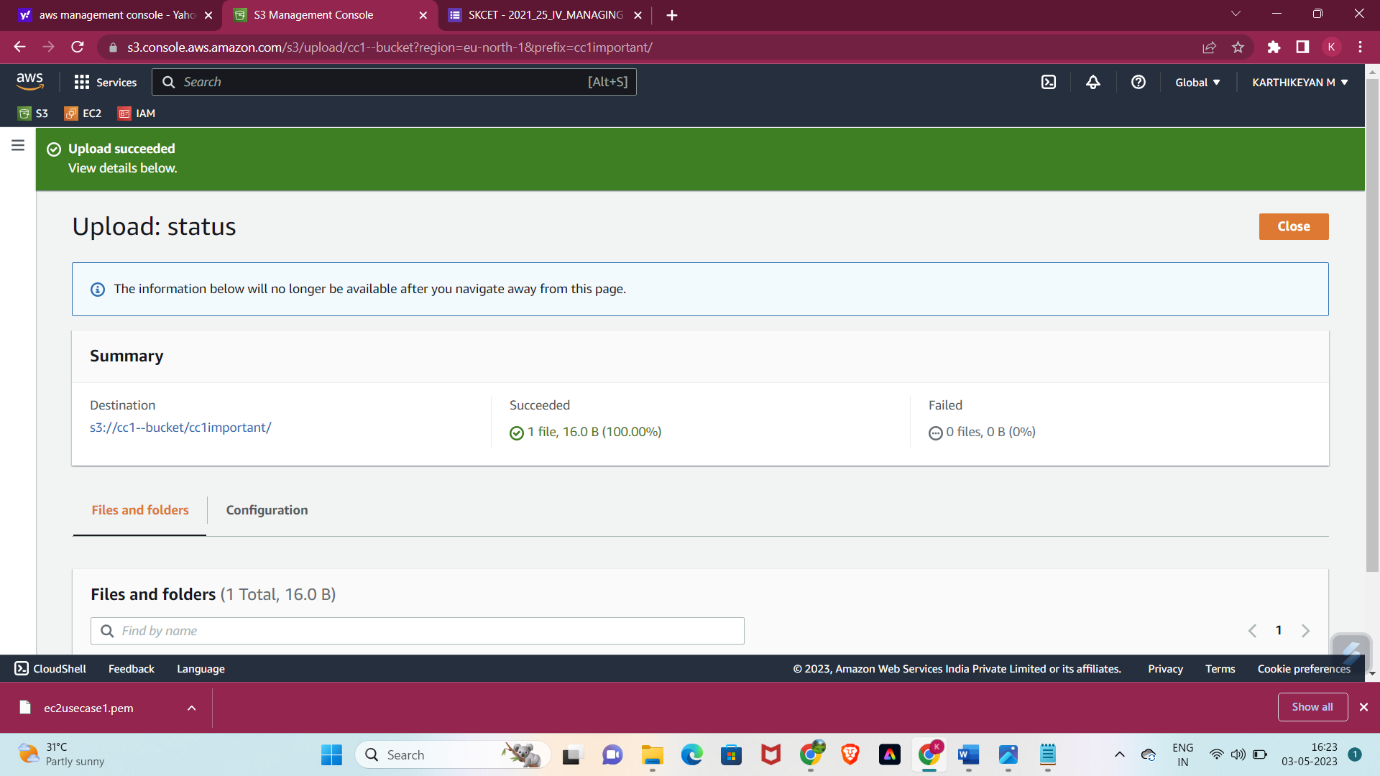 aws management console - Yaho
S3 Management Console
SKCET - 2021_25_IV_MANAGING
s3.console.aws.amazon.com/s3/upload/cc1--bucket?region=eu-north-1&prefix=cc1important/
K
aws
Services
Search
[Alt+S]
Global
KARTHIKEYAN M
S3
EC2
IAM
Upload succeeded
View details below.
Upload: status
Close
The information below will no longer be available after you navigate away from this page.
Summary
Destination
Succeeded
Failed
s3://cc1--bucket/cc1important/
1 file, 16.0 B (100.00%)
0 files, 0 B (0%)
Files and folders
Configuration
Files and folders (1 Total, 16.0 B)
Find by name
1
CloudShell
Feedback
Language
© 2023, Amazon Web Services India Private Limited or its affiliates.
Privacy
Terms
Cookie preferences
ec2usecase1.pem
Show all
31°C
Partly sunny
Search
ENG
IN
16:23
03-05-2023
1